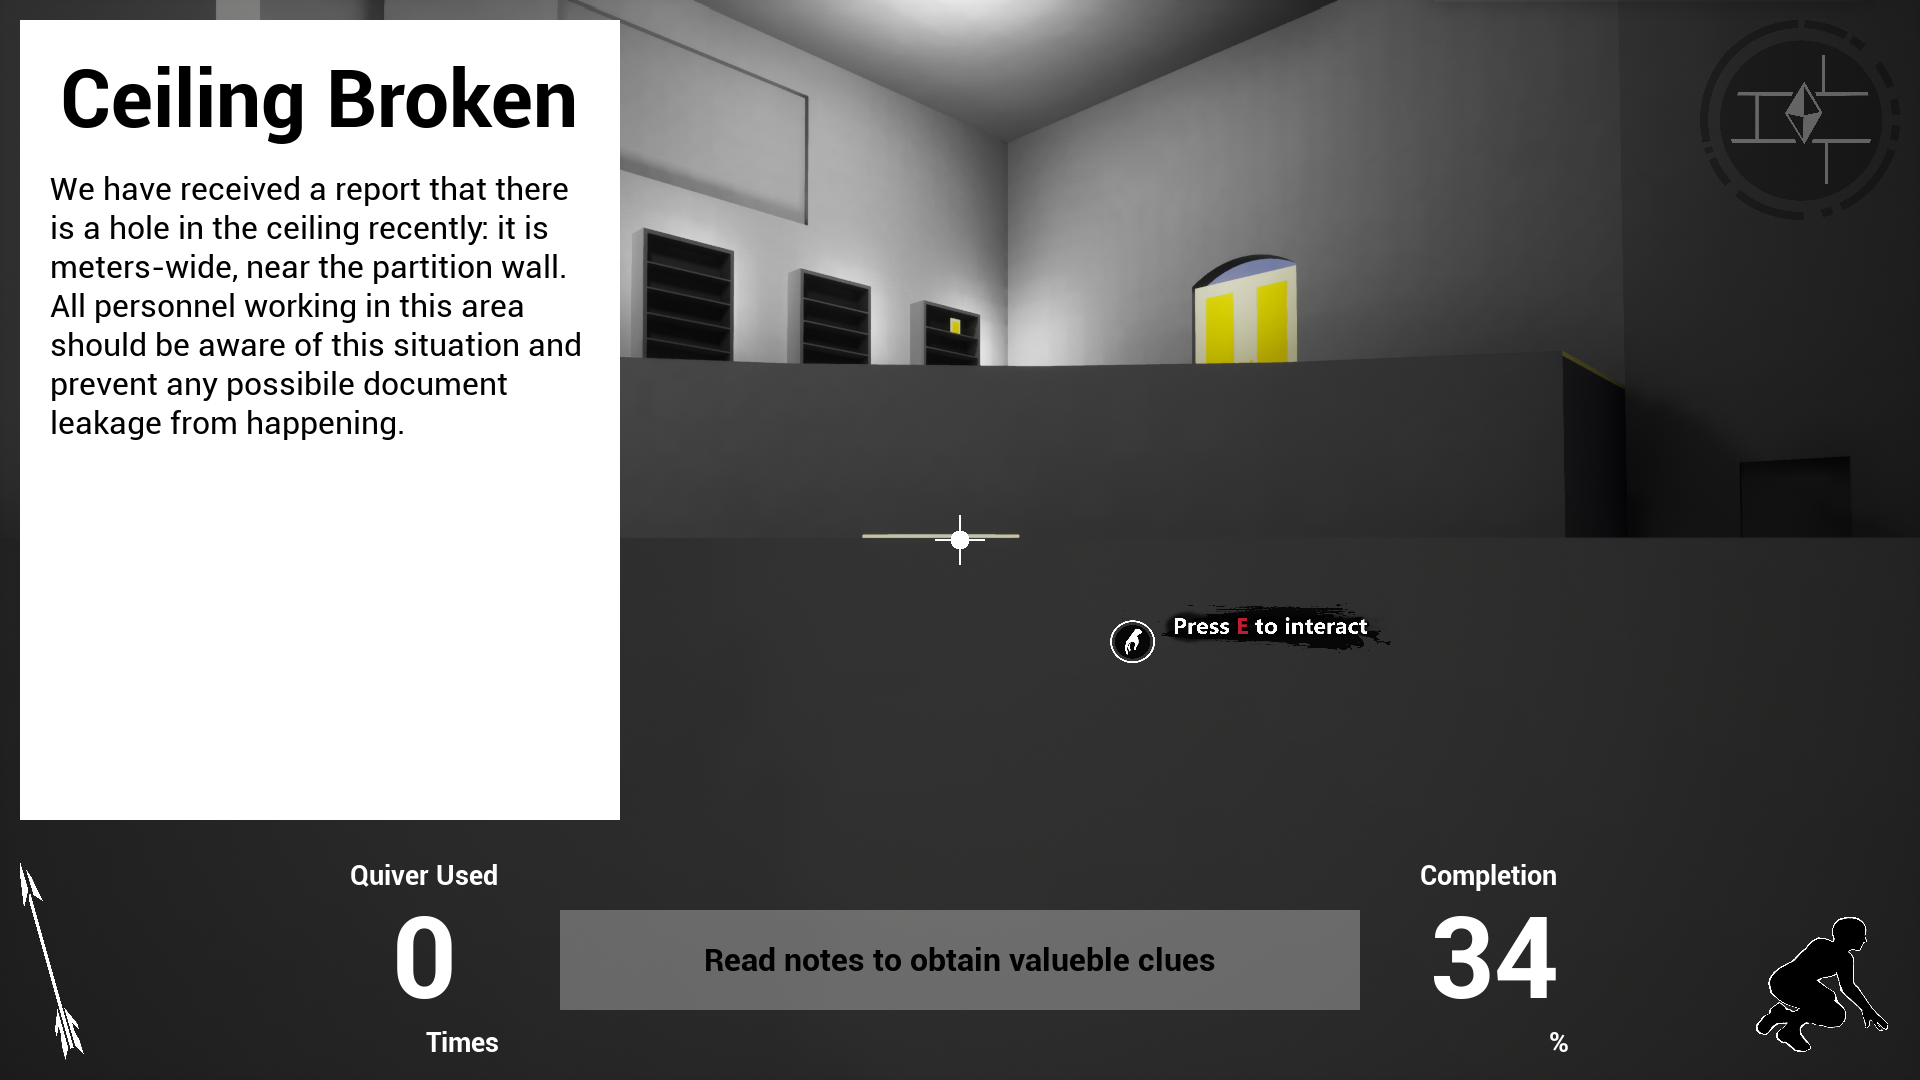 Ceiling Broken
We have received a report that there
is a hole in the ceiling recently: it is
meters-wide, near the partition wall.
All personnel working in this area
should be aware of this situation and
prevent any possibile document
leakage from happening.
Press E to interact
Quiver Used
0
Times
Read notes to obtain valueble clues
Completion
34
%